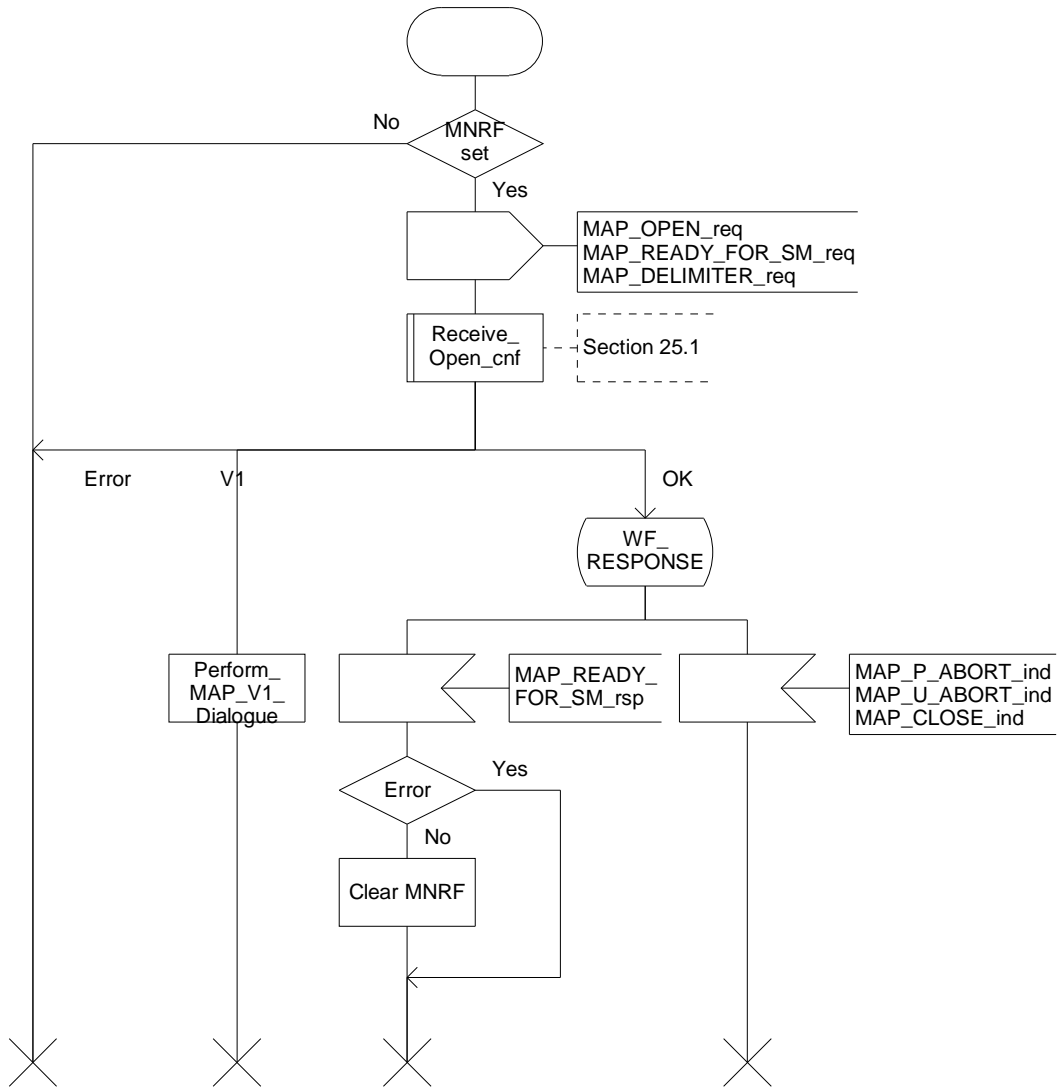 No
MNRF
set
Yes
MAP_OPEN_req
MAP_READY_FOR_SM_req
MAP_DELIMITER_req
Receive_
Open_cnf
Section 25.1
Error
V1
OK
WF_
RESPONSE
Perform_
MAP_V1_
Dialogue
MAP_READY_
FOR_SM_rsp
MAP_P_ABORT_ind
MAP_U_ABORT_ind
MAP_CLOSE_ind
Error
Yes
No
Clear MNRF